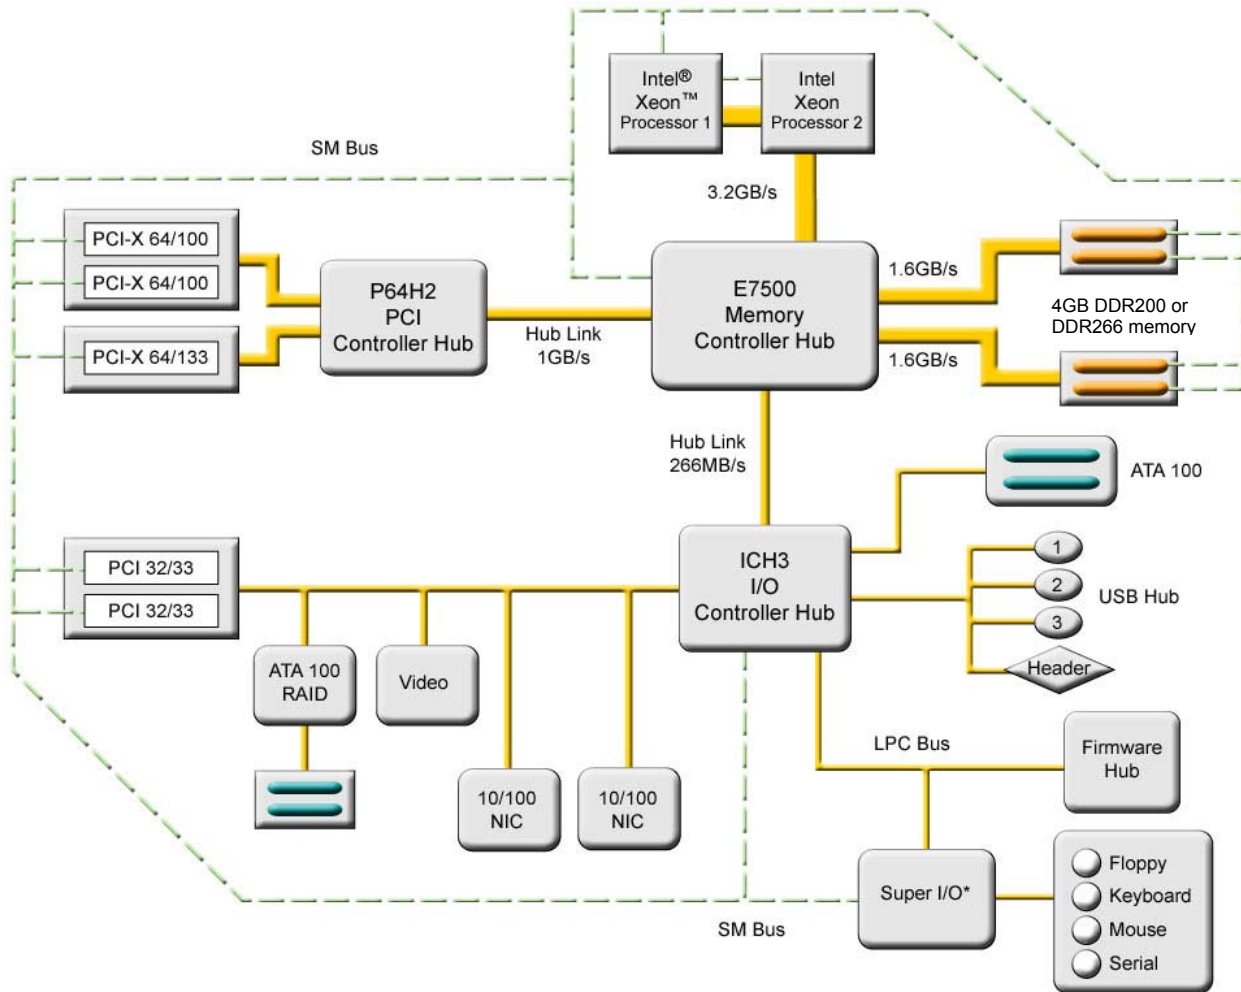 Intel®
Xeon™
Processor 1
Intel
Xeon
Processor 2
SM Bus
3.2GB/s
PCI-X 64/100
PCI-X 64/100
PCI-X 64/133
P64H2
PCI
Controller Hub
Hub Link
1GB/s
E7500
Memory
Controller Hub
1.6GB/s
1.6GB/s
4GB DDR200 or
DDR266 memory
Hub Link
266MB/s
ATA 100
PCI 32/33
PCI 32/33
ICH3
I/O
Controller Hub
1
2
3
Header
USB Hub
ATA 100
RAID
Video
10/100
NIC
10/100
NIC
LPC Bus
Firmware
Hub
Super I/O*
Floppy
Keyboard
Mouse
Serial
SM Bus